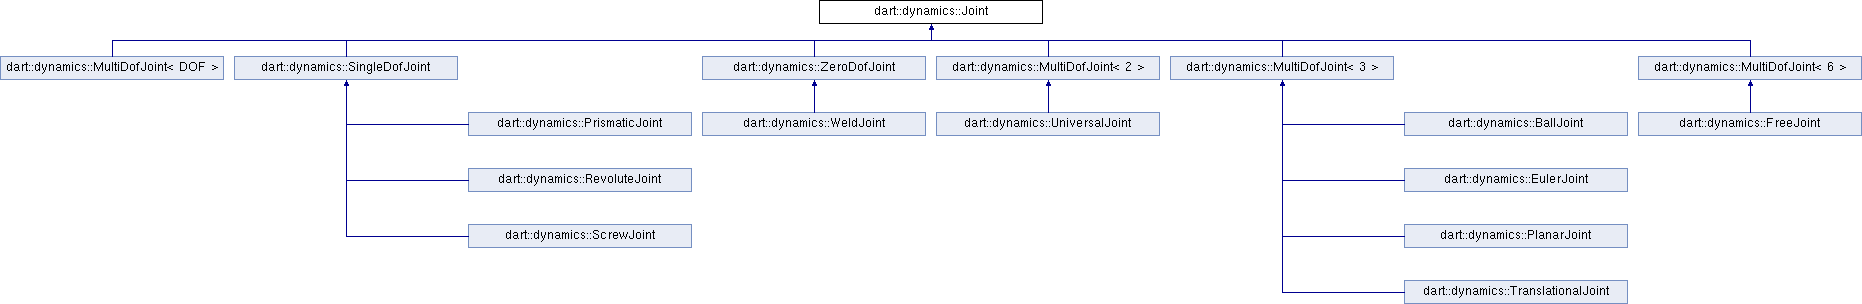 dart::dynamics::Joint
dart::dynamics::MultiDofJoint< DOF >
dart::dynamics::SingleDofJoint
dart::dynamics::ZeroDofJoint
dart::dynamics::MultiDofJoint< 2 >
dart::dynamics::MultiDofJoint< 3 >
dart::dynamics::MultiDofJoint< 6 >
dart::dynamics::PrismaticJoint
dart::dynamics::WeldJoint
dart::dynamics::UniversalJoint
dart::dynamics::BallJoint
dart::dynamics::FreeJoint
dart::dynamics::RevoluteJoint
dart::dynamics::EulerJoint
dart::dynamics::ScrewJoint
dart::dynamics::PlanarJoint
dart::dynamics::TranslationalJoint